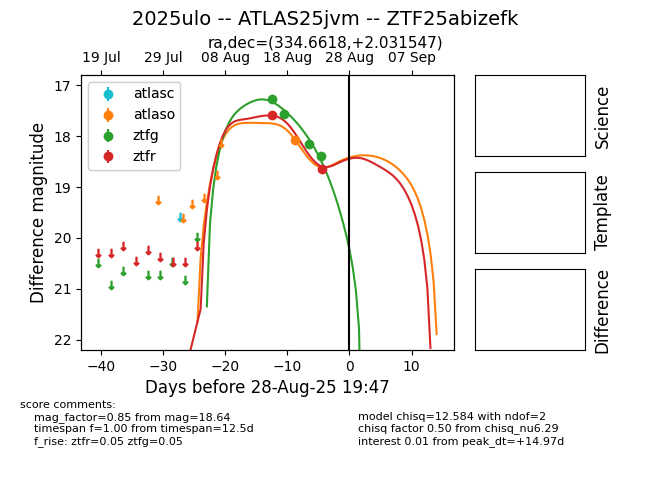 2025ulo -- ATLAS25jvm -- ZTF25abizefk
ra,dec=(334.6618,+2.031547)
19 Jul 29 Jul 08 Aug 18 Aug 28 Aug 07 Sep
atlasc
atlaso
ztfg
ztfr
17
18
19
20
21
22
Difference magnitude
−40 −30 −20 −10 0 10
Days before 28-Aug-25 19:47
Science
Template
Difference
score comments:
mag_factor=0.85 from mag=18.64
timespan f=1.00 from timespan=12.5d
f_rise: ztfr=0.05 ztfg=0.05
model chisq=12.584 with ndof=2
chisq factor 0.50 from chisq_nu6.29
interest 0.01 from peak_dt=+14.97d